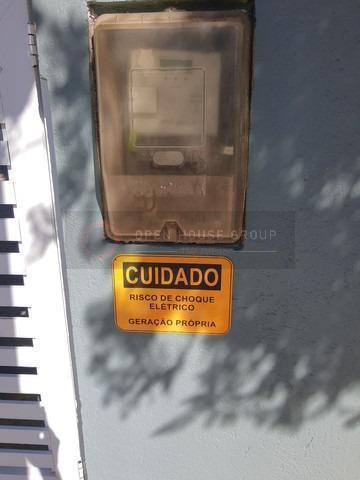 OPEN HOUSE GROUP
CUIDADO
RISCO DE CHOQUE
ELÉTRICO
GERAÇÃO PRÓPRIA